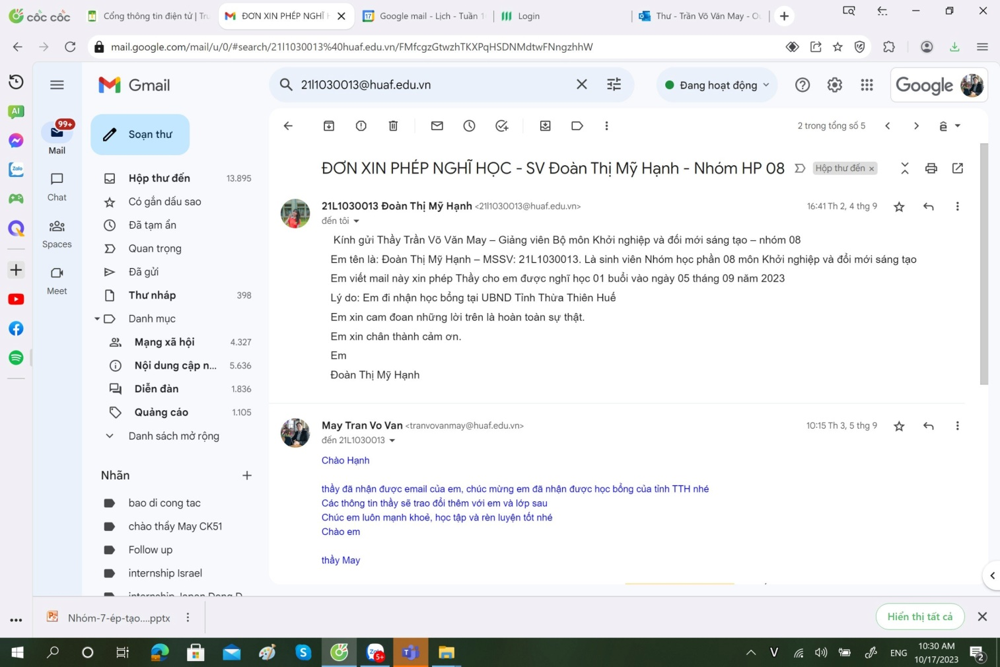 cốc cốc
Cổng thông tin điện tử | Tru
ĐƠN XIN PHÉP NGHĨ H
Google mail - Lịch - Tuần 1
Login
Thư - Trần Võ Văn May - Ou
mail.google.com/mail/u/0/#search/21l1030013%40huaf.edu.vn/FMfcgzGtwzhTKXPqHSDNMdtwFNngzhhW
Gmail
21l1030013@huaf.edu.vn
Đang hoạt động
Google
AI
99+
Mail
Chat
Spaces
Meet
Zalo
Soạn thư
Hộp thư đến 13.895
Có gắn dấu sao
Đã tạm ẩn
Quan trọng
Đã gửi
Thư nháp 398
Danh mục
Mạng xã hội 4.327
Nội dung cập n... 5.636
Diễn đàn 1.836
Quảng cáo 1.105
Danh sách mở rộng
Nhãn
bao di cong tac
chào thầy May CK51
Follow up
internship Israel
internship Japan Dong D
2 trong tổng số 5
ĐƠN XIN PHÉP NGHĨ HỌC - SV Đoàn Thị Mỹ Hạnh - Nhóm HP 08
Hộp thư đến ×
21L1030013 Đoàn Thị Mỹ Hạnh <21l1030013@huaf.edu.vn>
16:41 Th 2, 4 thg 9
đến tôi
Kính gửi Thầy Trần Võ Văn May – Giảng viên Bộ môn Khởi nghiệp và đối mới sáng tạo – nhóm 08
Em tên là: Đoàn Thị Mỹ Hạnh – MSSV: 21L1030013. Là sinh viên Nhóm học phần 08 môn Khởi nghiệp và đổi mới sáng tạo
Em viết mail này xin phép Thầy cho em được nghĩ học 01 buổi vào ngày 05 tháng 09 năm 2023
Lý do: Em đi nhận học bổng tại UBND Tỉnh Thừa Thiên Huế
Em xin cam đoan những lời trên là hoàn toàn sự thật.
Em xin chân thành cảm ơn.
Em
Đoàn Thị Mỹ Hạnh
May Tran Vo Van <tranvovanmay@huaf.edu.vn>
10:15 Th 3, 5 thg 9
đến 21L1030013
Chào Hạnh
thầy đã nhận được email của em, chúc mừng em đã nhận được học bổng của tỉnh TTH nhé
Các thông tin thầy sẽ trao đổi thêm với em và lớp sau
Chúc em luôn mạnh khoẻ, học tập và rèn luyện tốt nhé
Chào em
thầy May
Nhóm-7-ép-tạo....pptx
Hiển thị tất cả
5+
V
ENG
10:30 AM
10/17/2023
2